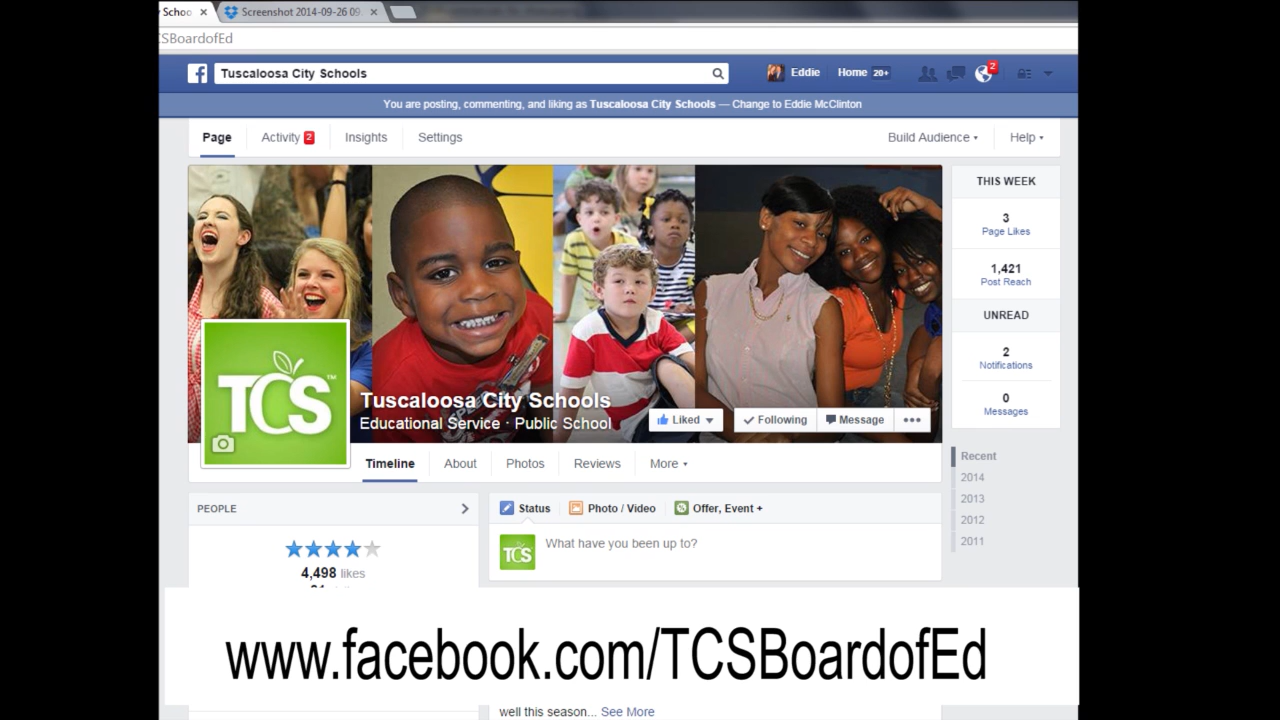 Schoo × Screenshot 2014-09-26 09. ×
CSBoardofEd
Tuscaloosa City Schools Eddie Home 20+ 2
You are posting, commenting, and liking as Tuscaloosa City Schools — Change to Eddie McClinton
Page Activity 2 Insights Settings Build Audience Help
THIS WEEK
3
Page Likes
1,421
Post Reach
UNREAD
2
Notifications
0
Messages
TCS™
Tuscaloosa City Schools
Educational Service · Public School
Liked Following Message •••
Timeline About Photos Reviews More
Recent
2014
2013
2012
2011
PEOPLE
4,498 likes
Status Photo / Video Offer, Event +
TCS What have you been up to?
www.facebook.com/TCSBoardofEd
well this season... See More